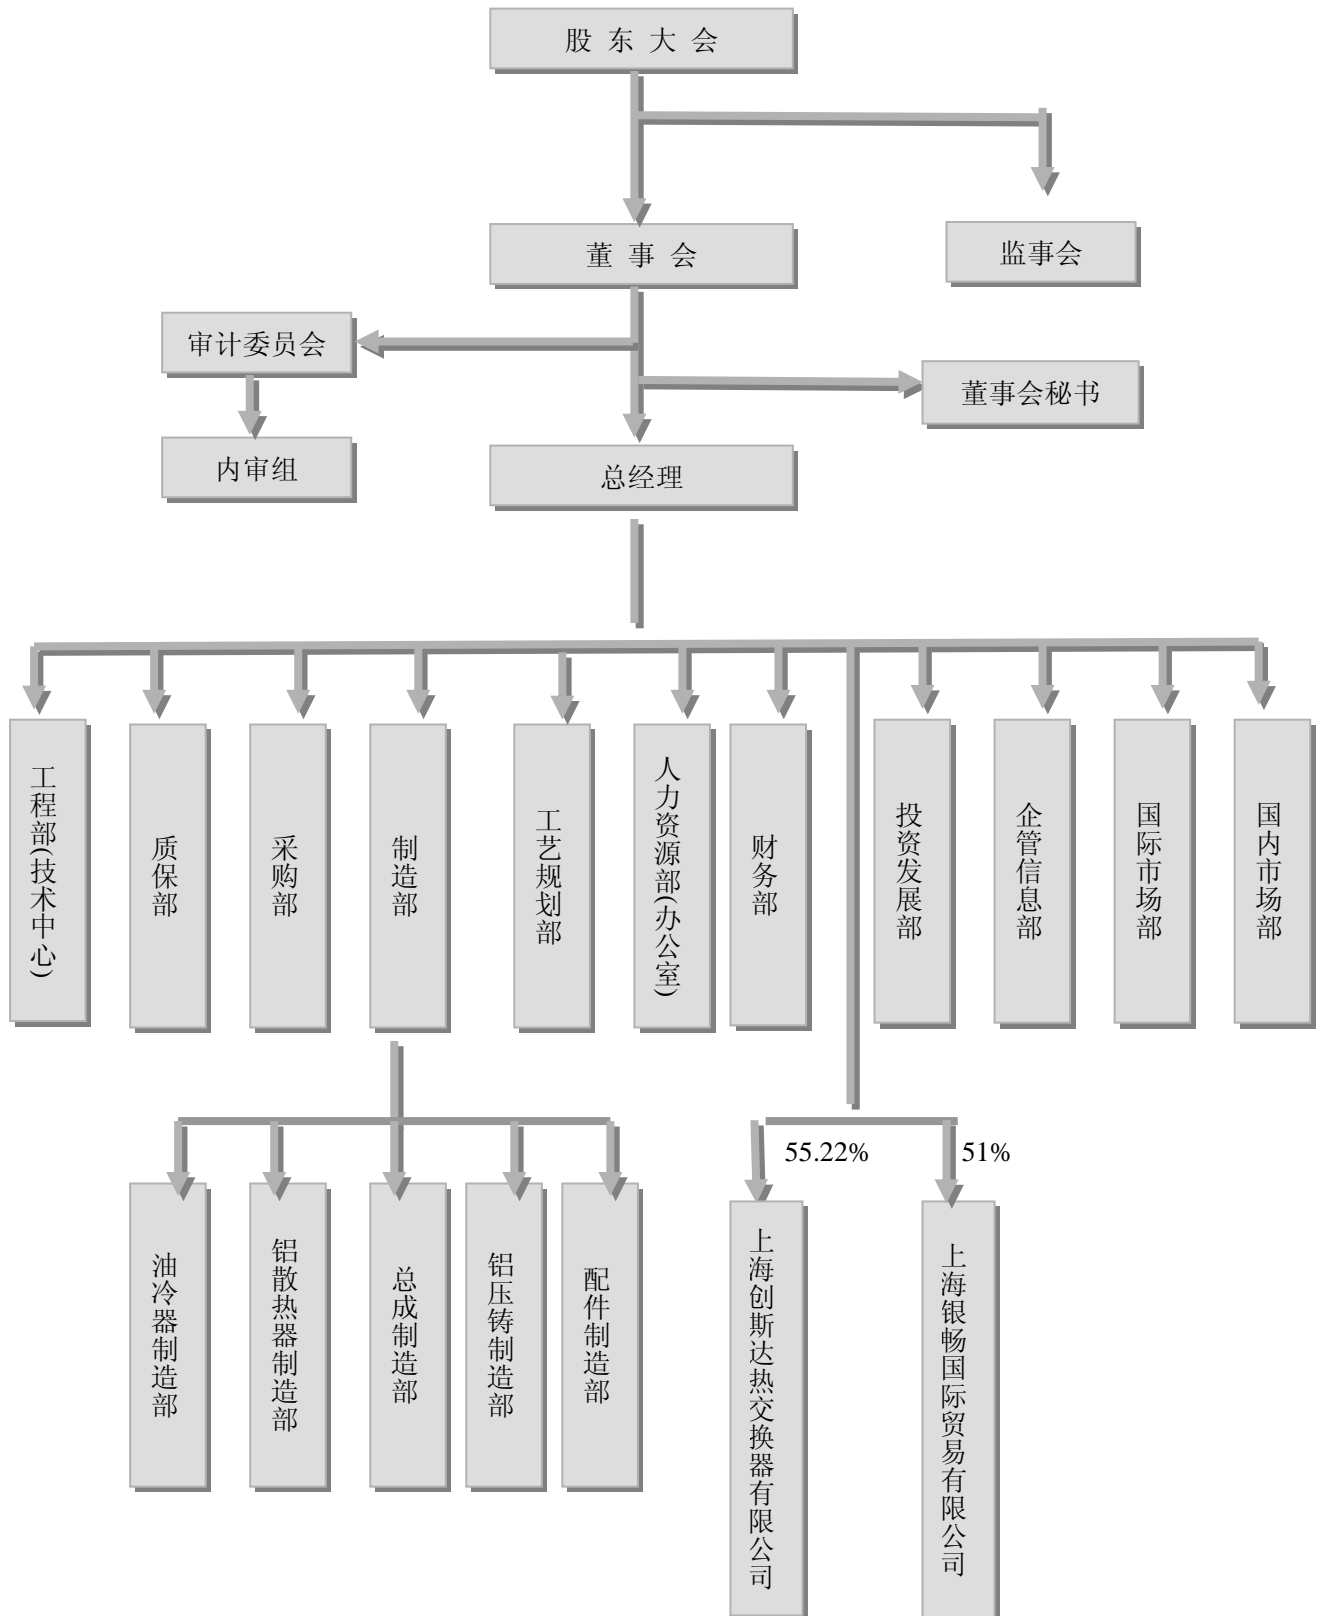 股 东 大 会
董 事 会
监事会
审计委员会
董事会秘书
内审组
总经理
工程部(技术中心)
质保部
采购部
制造部
工艺规划部
人力资源部(办公室)
财务部
投资发展部
企管信息部
国际市场部
国内市场部
55.22%
51%
油冷器制造部
铝散热器制造部
总成制造部
铝压铸制造部
配件制造部
上海创斯达热交换器有限公司
上海银畅国际贸易有限公司